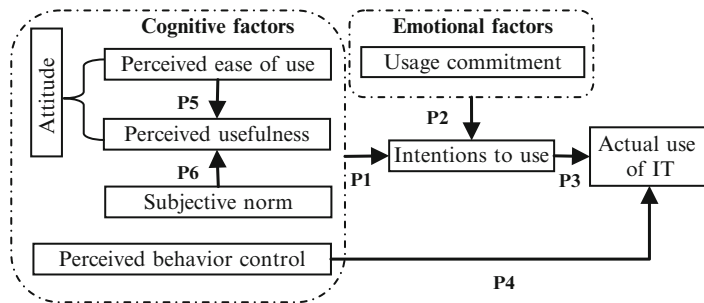 Cognitive factors
Emotional factors
Attitude
Perceived ease of use
Usage commitment
P5
P2
Perceived usefulness
Intentions to use
Actual use
of IT
P6
P1
P3
Subjective norm
Perceived behavior control
P4